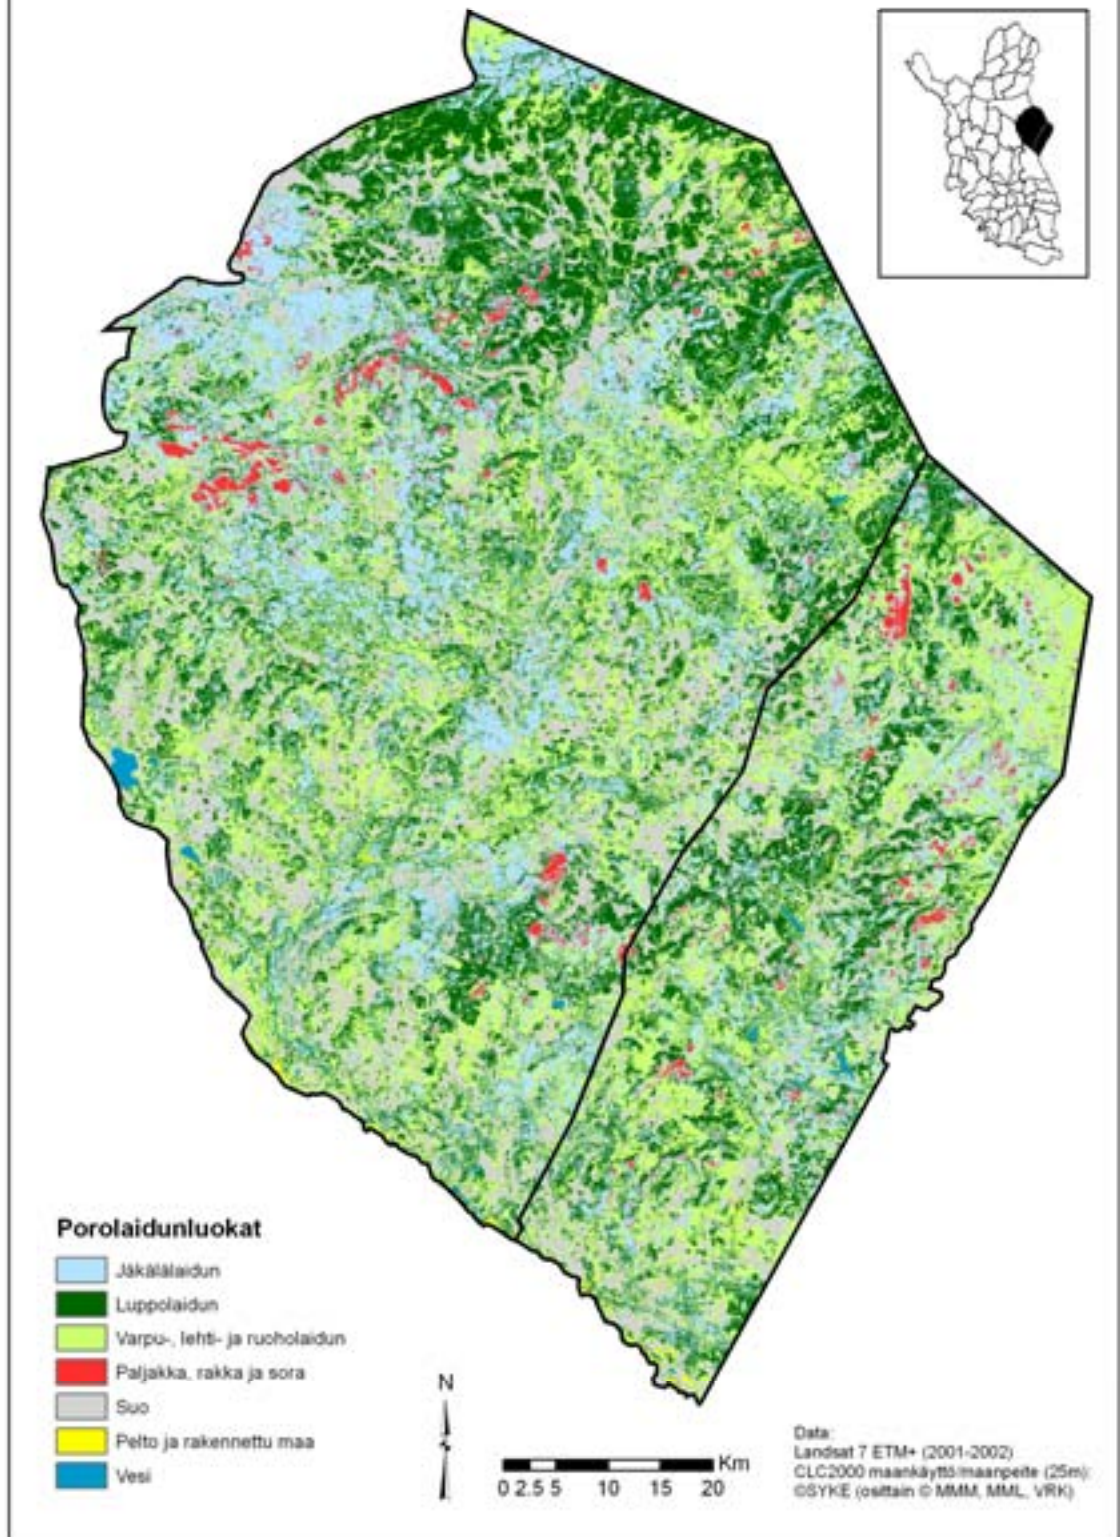 Porolaidunluokat
Jäkälälaidun
Luppolaidun
Varpu-, lehti- ja ruoholaidun
Paljakka, rakka ja sora
Suo
Pelto ja rakennettu maa
Vesi
N
Km
0 2.5 5 10 15 20
Data:
Landsat 7 ETM+ (2001-2002)
CLC2000 maankäyttö/maanpeite (25m):
©SYKE (osittain © MMM, MML, VRK)